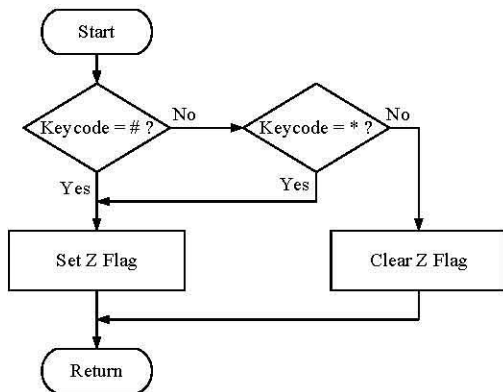 Start
Keycode = # ?
No
Keycode = * ?
No
Yes
Yes
Set Z Flag
Clear Z Flag
Return